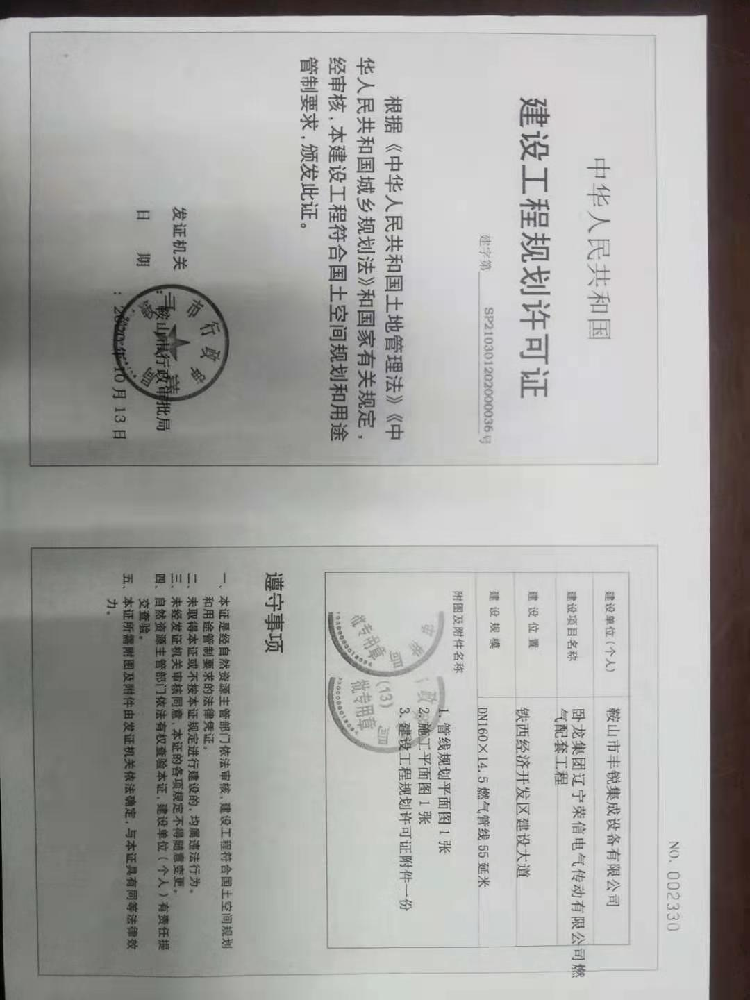 中华人民共和国
建设工程规划许可证
建字第 SP210301202000036号
根据《中华人民共和国土地管理法》《中
华人民共和国城乡规划法》和国家有关规定,
经审核,本建设工程符合国土空间规划和用途
管制要求,颁发此证。
发证机关:鞍山市行政审批局
日 期:2020年10月13日
NO. 002330
建设单位(个人) 鞍山市丰锐集成设备有限公司
建设项目名称 卧龙集团辽宁荣信电气传动有限公司燃
气配套工程
建设位置 铁西经济开发区建设大道
建设规模 DN160×14.5燃气管线55延米
附图及附件名称
1. 管线规划平面图1张
2. 施工平面图1张
3. 建设工程规划许可证附件一份
批专用章
(13)
批专用章
遵守事项
一、本证是经自然资源主管部门依法审核,建设工程符合国土空间规划
和用途管制要求的法律凭证。
二、未取得本证或不按本证规定进行建设的,均属违法行为。
三、未经发证机关审核同意,本证的各项规定不得随意变更。
四、自然资源主管部门依法有权查验本证,建设单位(个人)有责任提
交查验。
五、本证所需附图及附件由发证机关依法确定,与本证具有同等法律效
力。